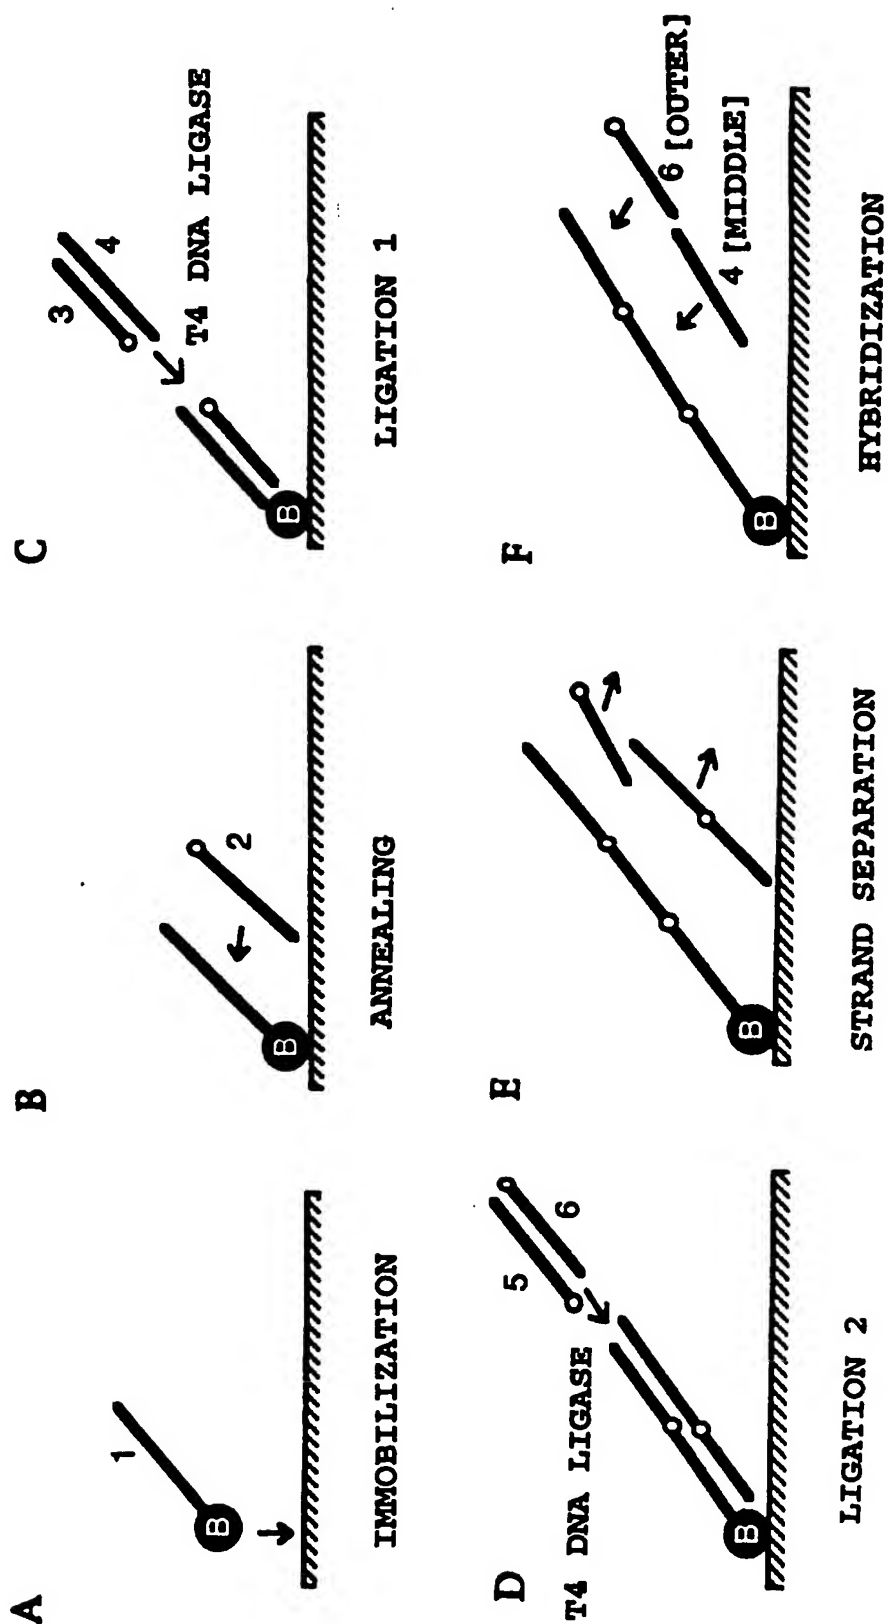 A
B
1
IMMOBILIZATION
B
B
2
ANNEALING
C
B
3
4
T4 DNA LIGASE
LIGATION 1
D
T4 DNA LIGASE
B
5
6
LIGATION 2
E
B
STRAND SEPARATION
F
B
6 [OUTER]
4 [MIDDLE]
HYBRIDIZATION